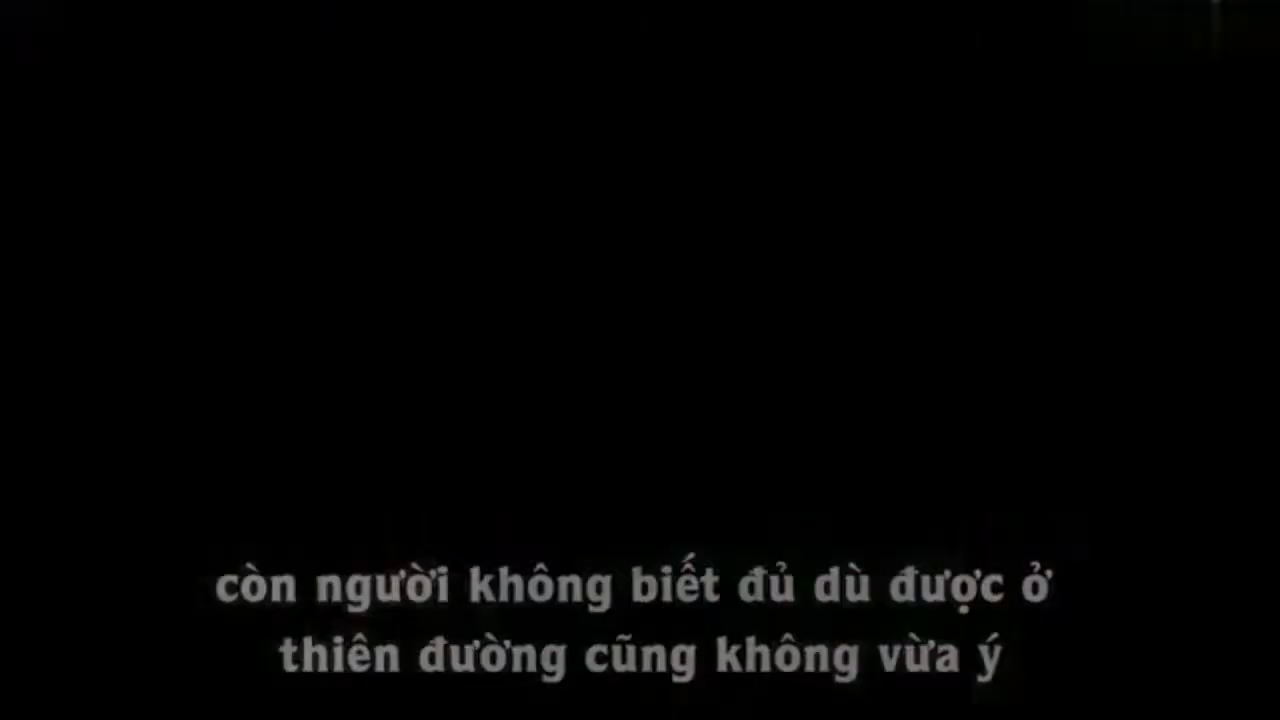 còn người không biết đủ dù được ở
thiên đường cũng không vừa ý